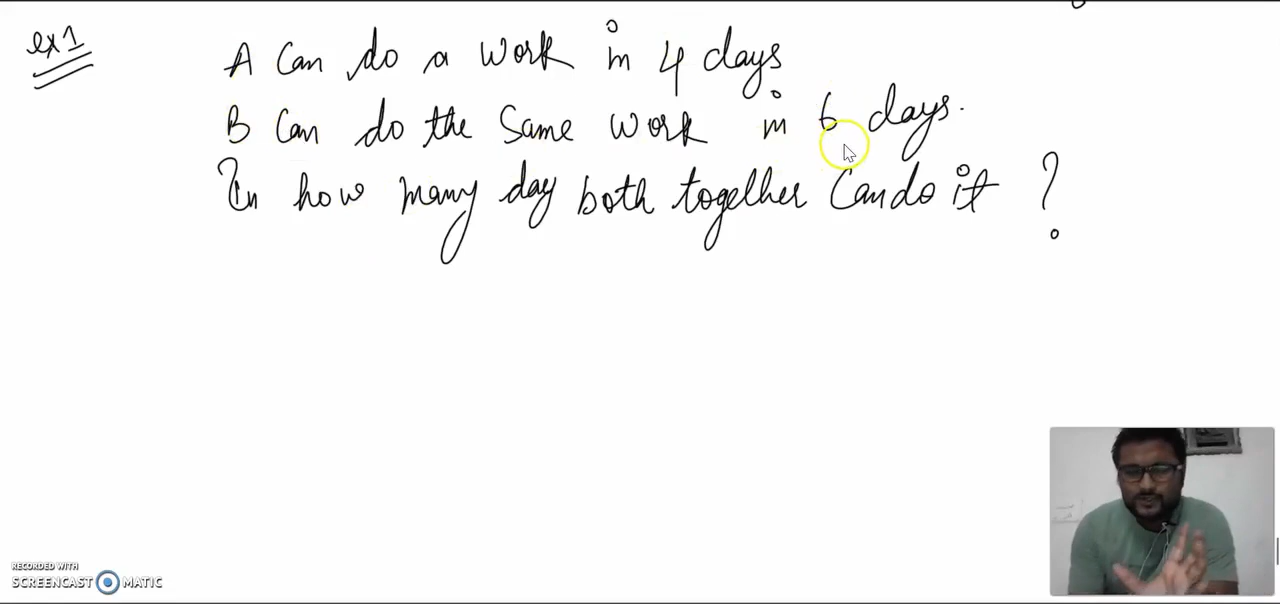 ex1
A Can do a work in 4 days
B Can do the Same work in 6 days.
In how many day both together Can do it ?
RECORDED WITH
SCREENCAST MATIC